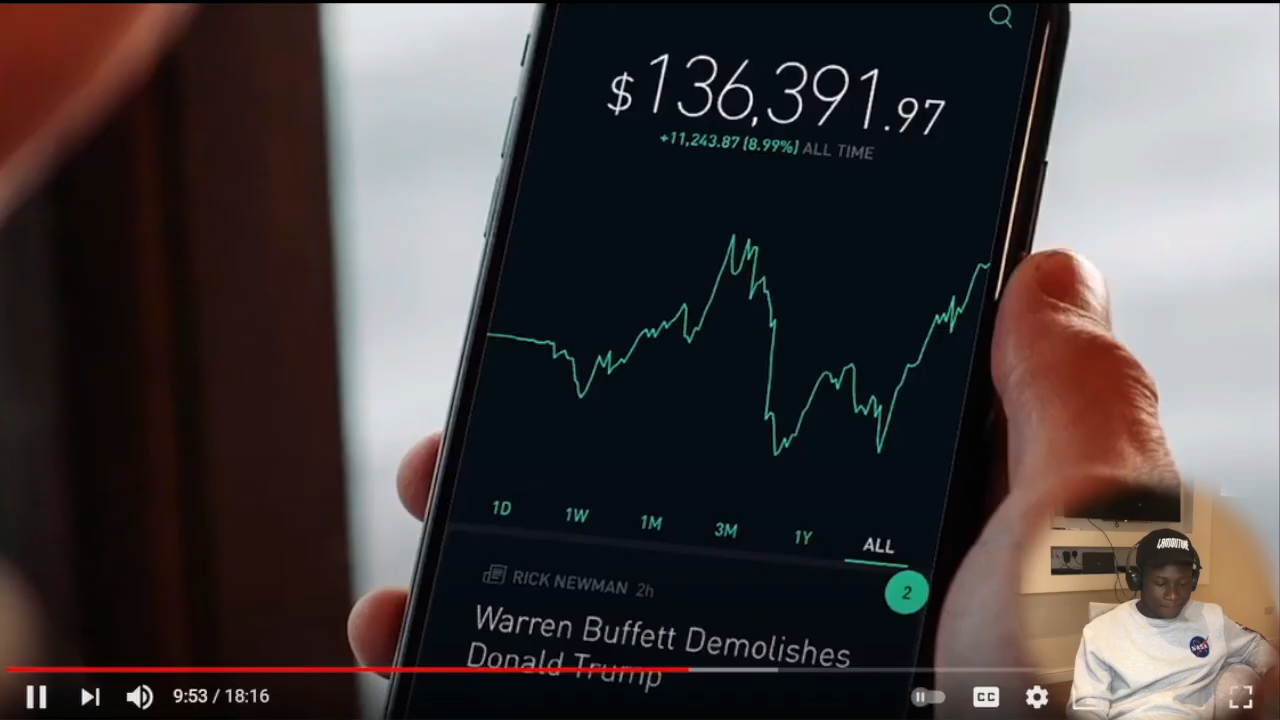 $136,391.97
+11,243.87 (8.99%) ALL TIME
1D 1W 1M 3M 1Y ALL
2
RICK NEWMAN 2h
Warren Buffett Demolishes
Donald Trump
NASA
9:53 / 18:16
CC